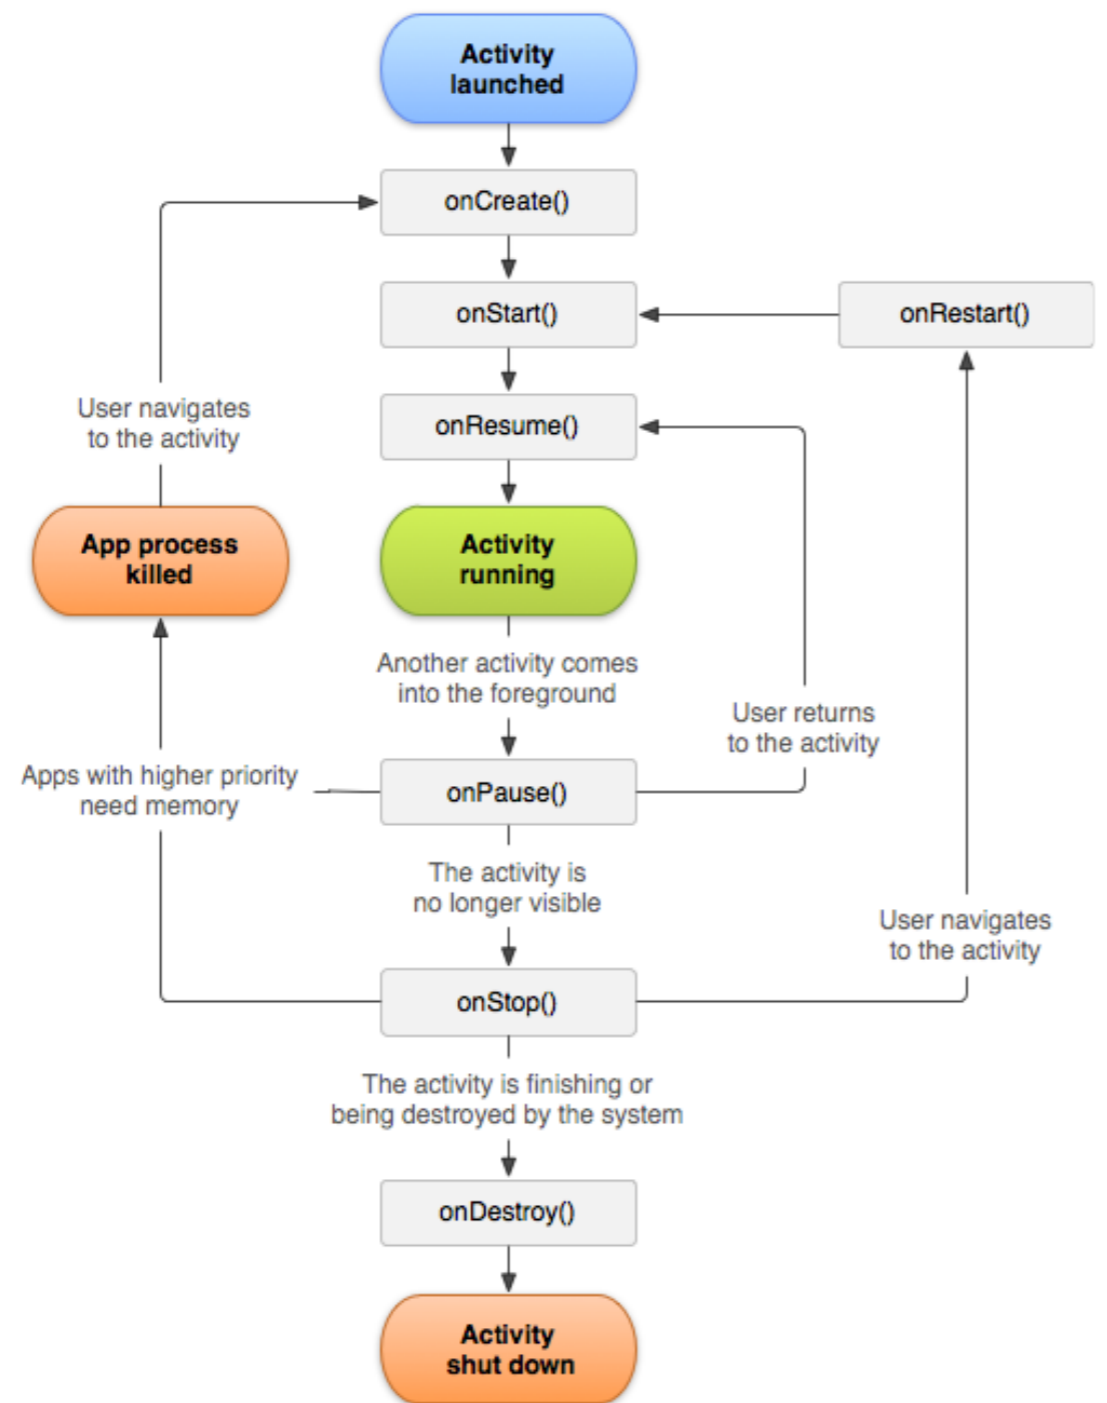 Activity
launched
onCreate()
onStart()
onRestart()
onResume()
User navigates
to the activity
App process
killed
Activity
running
Another activity comes
into the foreground
User returns
to the activity
Apps with higher priority
need memory
onPause()
The activity is
no longer visible
User navigates
to the activity
onStop()
The activity is finishing or
being destroyed by the system
onDestroy()
Activity
shut down